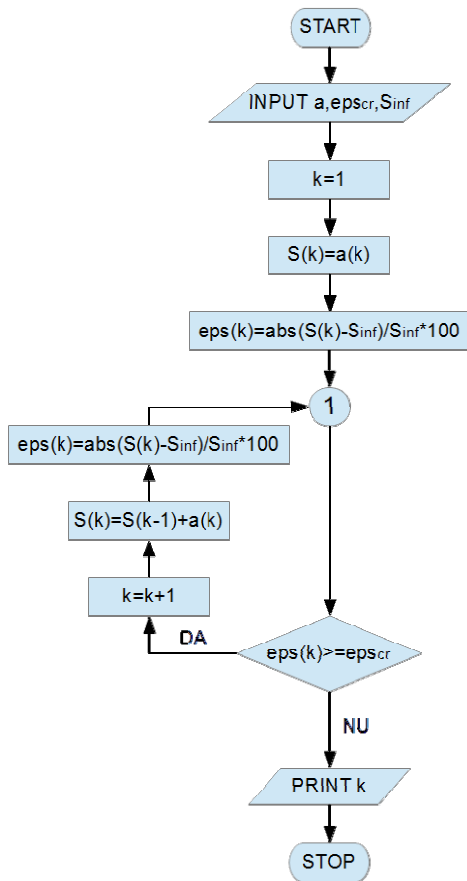 START
INPUT a,epscr,Sinf
k=1
S(k)=a(k)
eps(k)=abs(S(k)-Sinf)/Sinf*100
1
eps(k)=abs(S(k)-Sinf)/Sinf*100
S(k)=S(k-1)+a(k)
k=k+1
DA
eps(k)>=epscr
NU
PRINT k
STOP